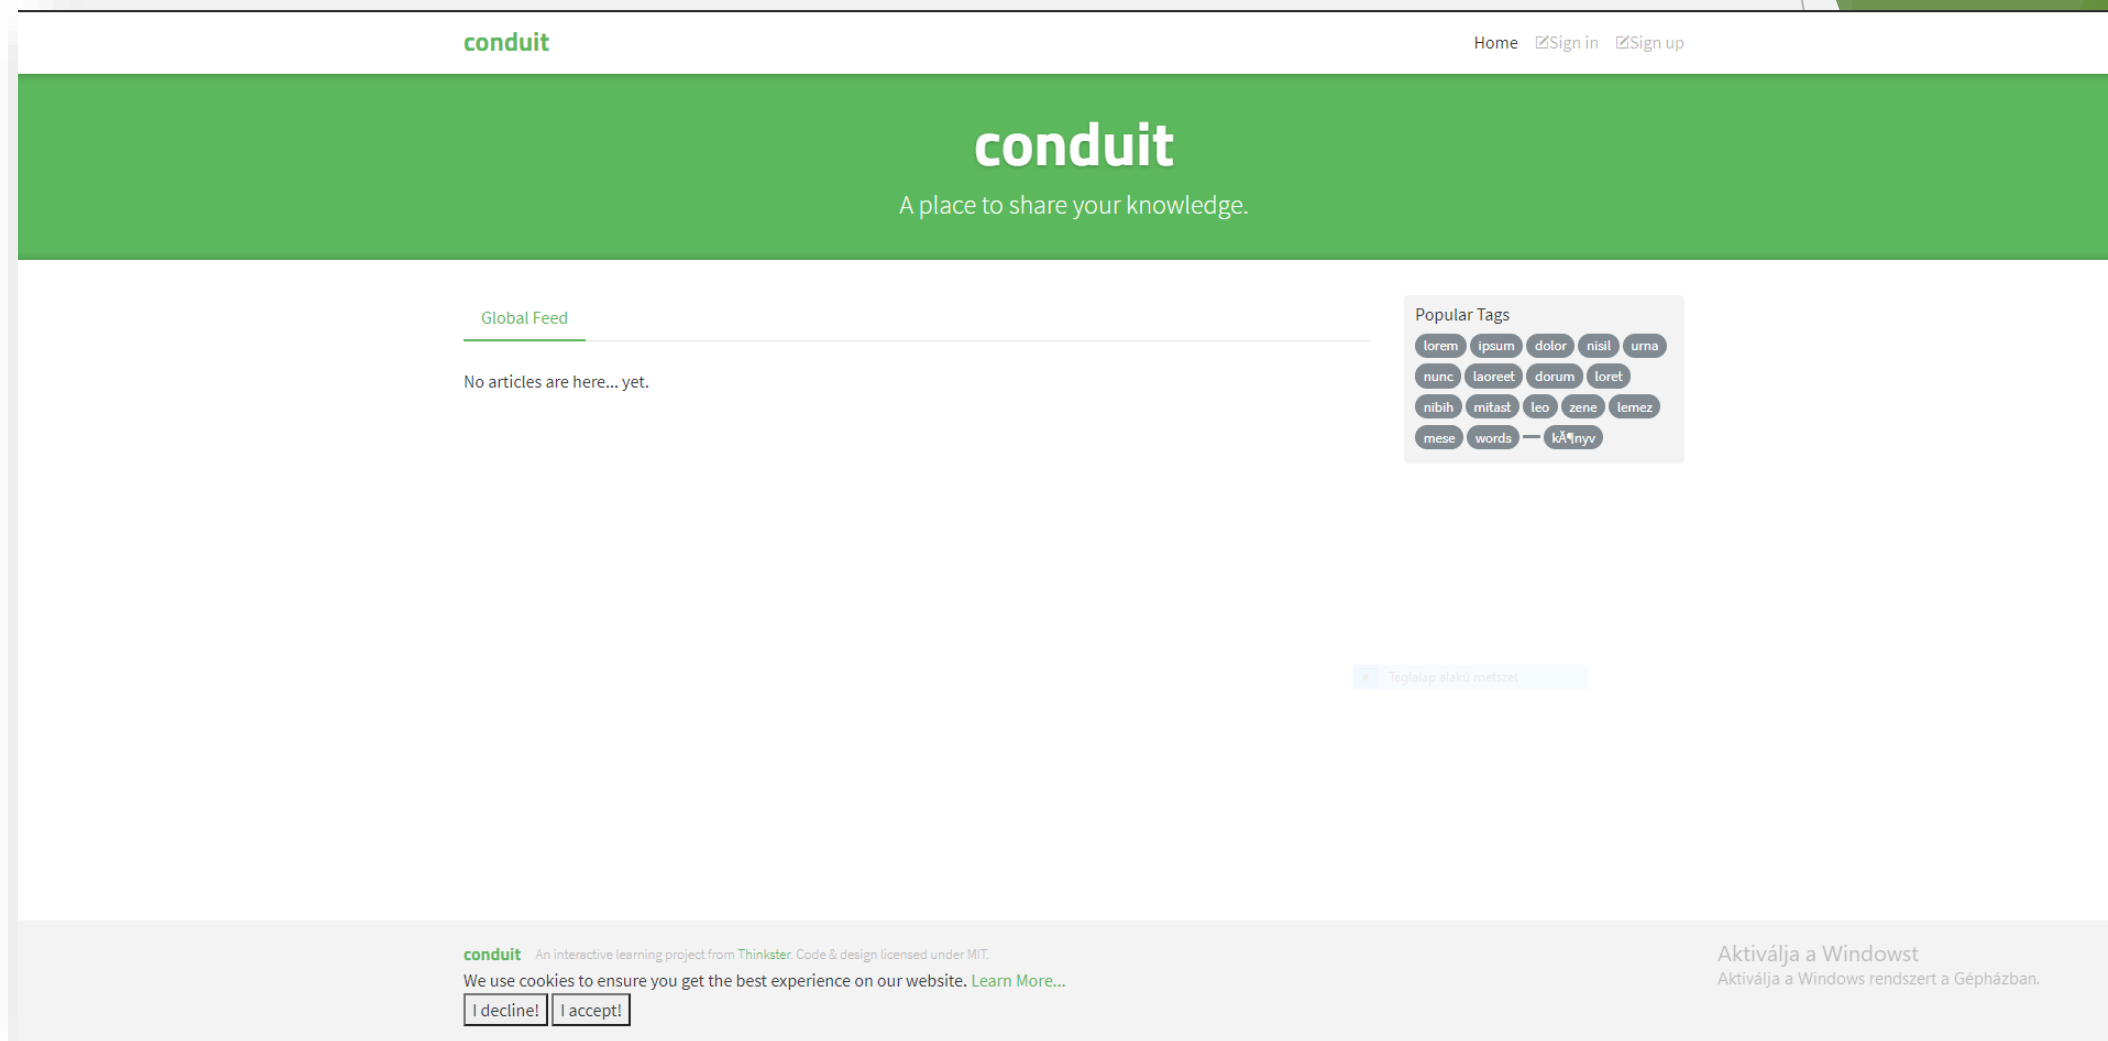 conduit
Home Sign in Sign up
conduit
A place to share your knowledge.
Global Feed
No articles are here... yet.
Popular Tags
lorem ipsum dolor nisil urna
nunc laoreet dorum loret
nibih mitast leo zene lemez
mese words kĂ¶nyv
Téglalap alakú metszet
conduit An interactive learning project from Thinkster. Code & design licensed under MIT.
We use cookies to ensure you get the best experience on our website. Learn More...
I decline! I accept!
Aktiválja a Windowst
Aktiválja a Windows rendszert a Gépházban.